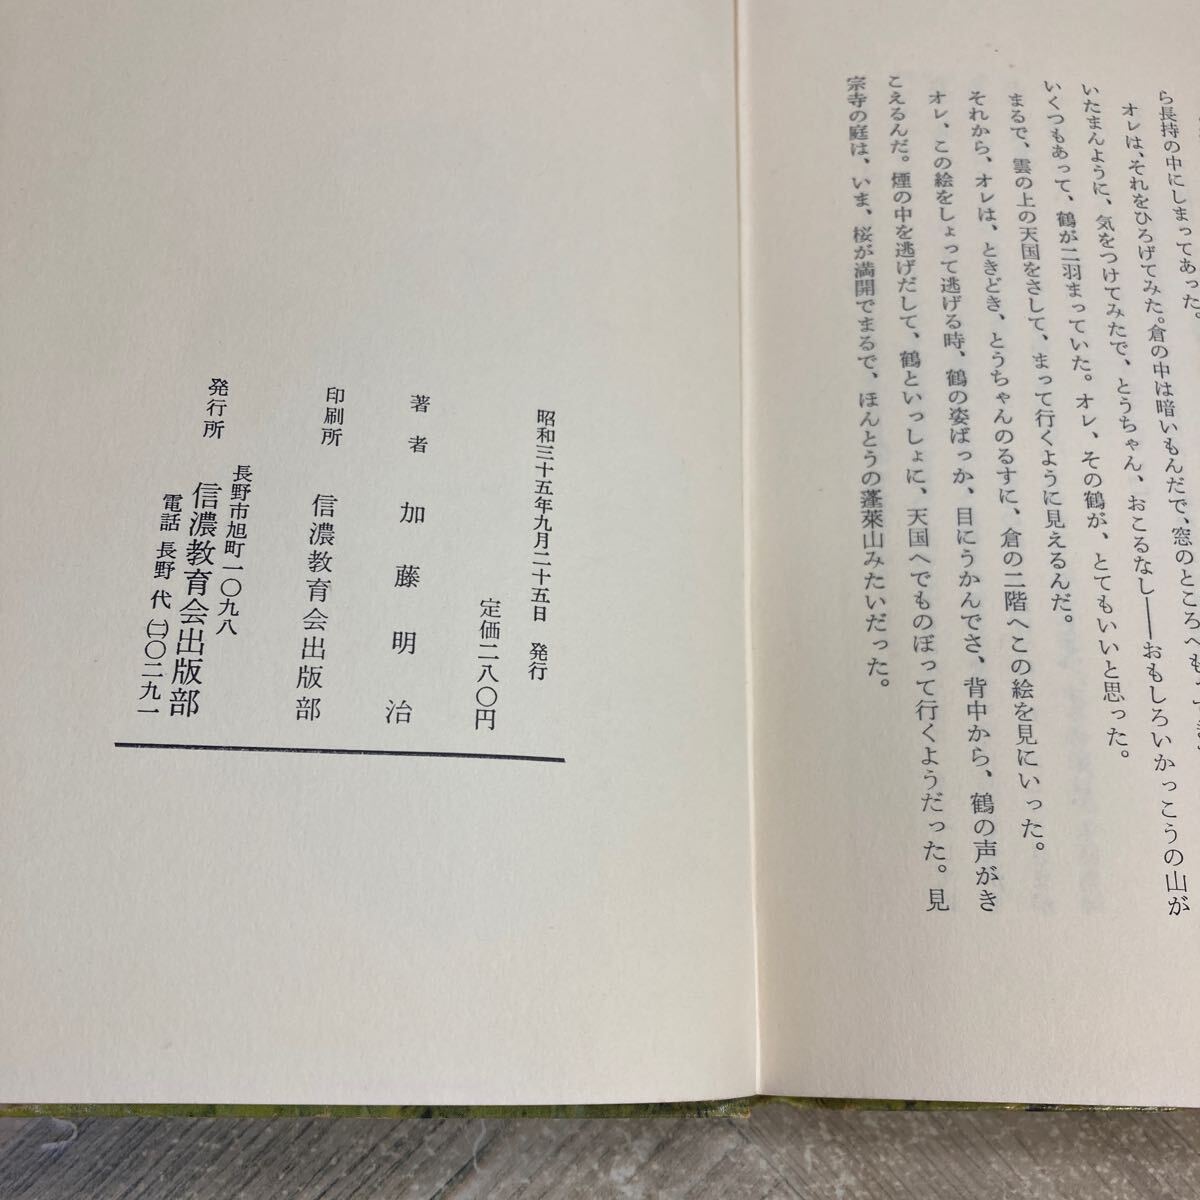 ら長持の中にしまってあった。
オレは、それをひろげてみた。倉の中は暗いもんだで、窓のところへもって
いたまんように、気をつけてみたで、とうちゃん、おこるなし――おもしろいかっこうの山が
いくつもあって、鶴が二羽まっていた。オレ、その鶴が、とてもいいと思った。
まるで、雲の上の天国をさして、まって行くように見えるんだ。
それから、オレは、ときどき、とうちゃんのるすに、倉の二階へこの絵を見にいった。
オレ、この絵をしょって逃げる時、鶴の姿ばっか、目にうかんでさ、背中から、鶴の声がき
こえるんだ。煙の中を逃げだして、鶴といっしょに、天国へでものぼって行くようだった。見
宗寺の庭は、いま、桜が満開でまるで、ほんとうの蓬萊山みたいだった。
昭和三十五年九月二十五日 発行
定価二八〇円
著者 加藤明治
印刷所 信濃教育会出版部
長野市旭町一〇九八
発行所 信濃教育会出版部
電話 長野 代 (二)〇二九一